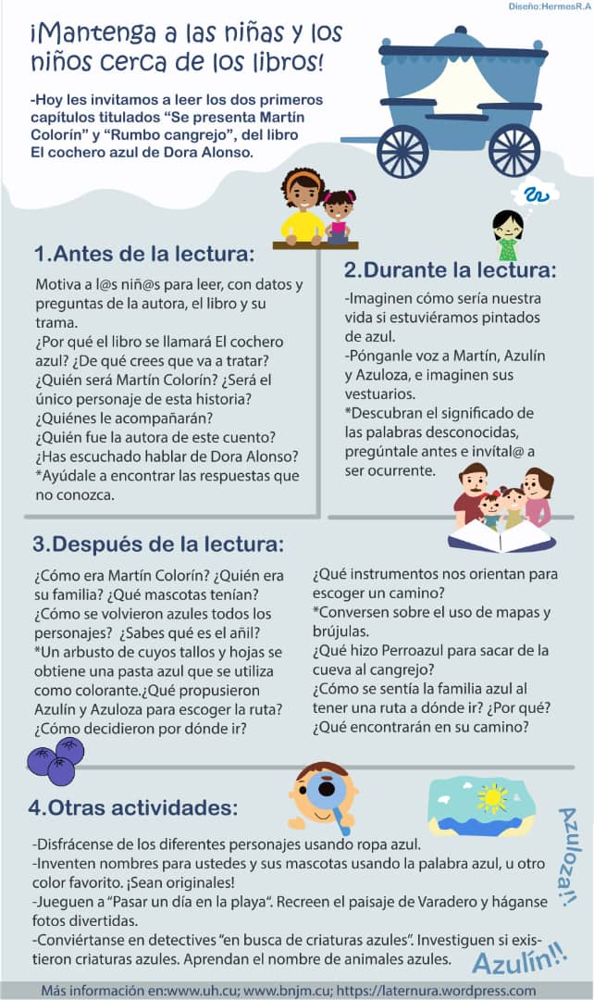 Diseño:HermesR.A
¡Mantenga a las niñas y los
niños cerca de los libros!
-Hoy les invitamos a leer los dos primeros
capítulos titulados “Se presenta Martín
Colorín” y “Rumbo cangrejo”, del libro
El cochero azul de Dora Alonso.
1.Antes de la lectura:
Motiva a l@s niñ@s para leer, con datos y
preguntas de la autora, el libro y su
trama.
¿Por qué el libro se llamará El cochero
azul? ¿De qué crees que va a tratar?
¿Quién será Martín Colorín? ¿Será el
único personaje de esta historia?
¿Quiénes le acompañarán?
¿Quién fue la autora de este cuento?
¿Has escuchado hablar de Dora Alonso?
*Ayúdale a encontrar las respuestas que
no conozca.
2.Durante la lectura:
-Imaginen cómo sería nuestra
vida si estuviéramos pintados
de azul.
-Pónganle voz a Martín, Azulín
y Azuloza, e imaginen sus
vestuarios.
*Descubran el significado de
las palabras desconocidas,
pregúntale antes e invítal@ a
ser ocurrente.
3.Después de la lectura:
¿Cómo era Martín Colorín? ¿Quién era
su familia? ¿Qué mascotas tenían?
¿Cómo se volvieron azules todos los
personajes? ¿Sabes qué es el añil?
*Un arbusto de cuyos tallos y hojas se
obtiene una pasta azul que se utiliza
como colorante.¿Qué propusieron
Azulín y Azuloza para escoger la ruta?
¿Cómo decidieron por dónde ir?
¿Qué instrumentos nos orientan para
escoger un camino?
*Conversen sobre el uso de mapas y
brújulas.
¿Qué hizo Perroazul para sacar de la
cueva al cangrejo?
¿Cómo se sentía la familia azul al
tener una ruta a dónde ir? ¿Por qué?
¿Qué encontrarán en su camino?
4.Otras actividades:
-Disfrácense de los diferentes personajes usando ropa azul.
-Inventen nombres para ustedes y sus mascotas usando la palabra azul, u otro
color favorito. ¡Sean originales!
-Jueguen a “Pasar un día en la playa“. Recreen el paisaje de Varadero y háganse
fotos divertidas.
-Conviértanse en detectives “en busca de criaturas azules”. Investiguen si exis-
tieron criaturas azules. Aprendan el nombre de animales azules.
Azuloza!!
Azulín!!
Más información en:www.uh.cu; www.bnjm.cu; https://laternura.wordpress.com